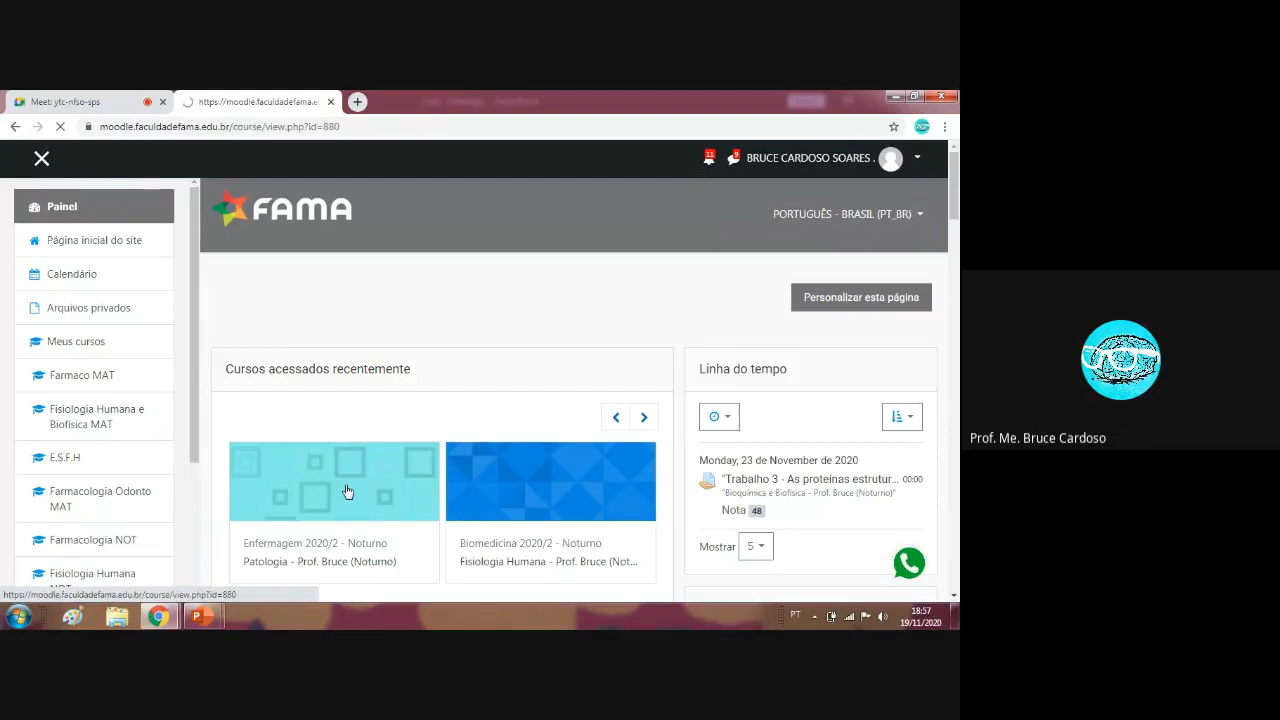 Meet: ytc-nfso-sps
https://moodle.faculdadefama.e
moodle.faculdadefama.edu.br/course/view.php?id=880
11
9
BRUCE CARDOSO SOARES .
Painel
Página inicial do site
Calendário
Arquivos privados
Meus cursos
Farmaco MAT
Fisiologia Humana e
Biofísica MAT
E.S.F.H
Farmacologia Odonto
MAT
Farmacologia NOT
Fisiologia Humana
FAMA
PORTUGUÊS - BRASIL (PT_BR)
Personalizar esta página
Cursos acessados recentemente
Enfermagem 2020/2 - Noturno
Patologia - Prof. Bruce (Noturno)
Biomedicina 2020/2 - Noturno
Fisiologia Humana - Prof. Bruce (Not...
Linha do tempo
Monday, 23 de November de 2020
"Trabalho 3 - As proteínas estrutur... 00:00
"Bioquímica e Biofísica - Prof. Bruce (Noturno)"
Nota 48
Mostrar 5
https://moodle.faculdadefama.edu.br/course/view.php?id=880
PT
18:57
19/11/2020
Prof. Me. Bruce Cardoso